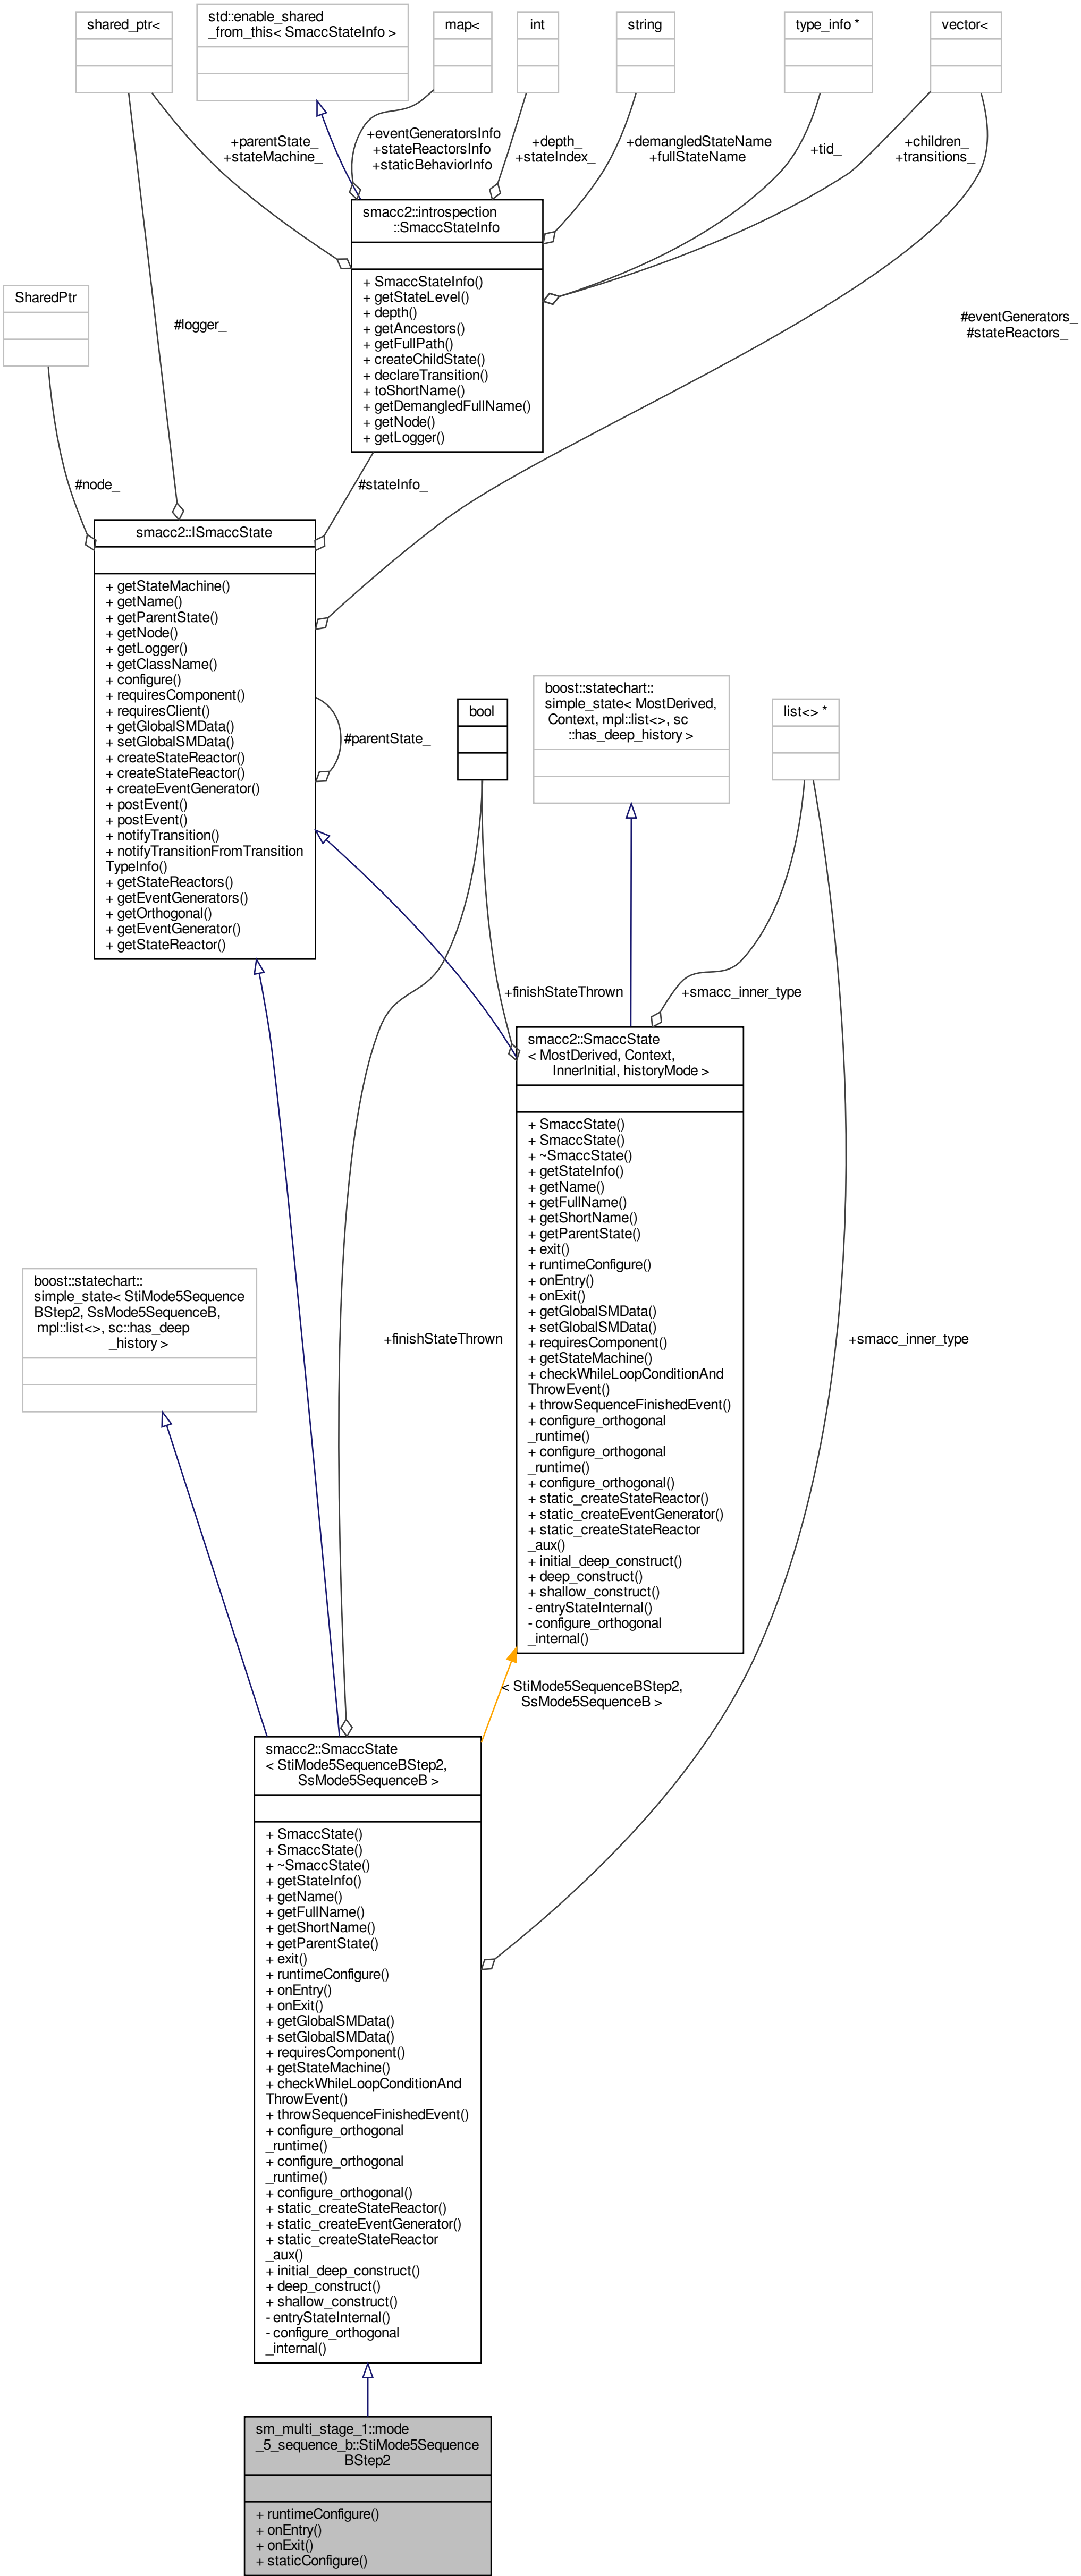 shared_ptr<
std::enable_shared
_from_this< SmaccStateInfo >
map<
int
string
type_info *
vector<
+parentState_
+stateMachine_
+eventGeneratorsInfo
+stateReactorsInfo
+staticBehaviorInfo
+depth_
+stateIndex_
+demangledStateName
+fullStateName
+tid_
+children_
+transitions_
smacc2::introspection
::SmaccStateInfo
+ SmaccStateInfo()
+ getStateLevel()
+ depth()
+ getAncestors()
+ getFullPath()
+ createChildState()
+ declareTransition()
+ toShortName()
+ getDemangledFullName()
+ getNode()
+ getLogger()
SharedPtr
#logger_
#eventGenerators_
#stateReactors_
#node_
#stateInfo_
smacc2::ISmaccState
+ getStateMachine()
+ getName()
+ getParentState()
+ getNode()
+ getLogger()
+ getClassName()
+ configure()
+ requiresComponent()
+ requiresClient()
+ getGlobalSMData()
+ setGlobalSMData()
+ createStateReactor()
+ createStateReactor()
+ createEventGenerator()
+ postEvent()
+ postEvent()
+ notifyTransition()
+ notifyTransitionFromTransition
TypeInfo()
+ getStateReactors()
+ getEventGenerators()
+ getOrthogonal()
+ getEventGenerator()
+ getStateReactor()
#parentState_
bool
boost::statechart::
simple_state< MostDerived,
Context, mpl::list<>, sc
::has_deep_history >
list<> *
+finishStateThrown
+smacc_inner_type
smacc2::SmaccState
< MostDerived, Context,
InnerInitial, historyMode >
+ SmaccState()
+ SmaccState()
+ ~SmaccState()
+ getStateInfo()
+ getName()
+ getFullName()
+ getShortName()
+ getParentState()
+ exit()
+ runtimeConfigure()
+ onEntry()
+ onExit()
+ getGlobalSMData()
+ setGlobalSMData()
+ requiresComponent()
+ getStateMachine()
+ checkWhileLoopConditionAnd
ThrowEvent()
+ throwSequenceFinishedEvent()
+ configure_orthogonal
_runtime()
+ configure_orthogonal
_runtime()
+ configure_orthogonal()
+ static_createStateReactor()
+ static_createEventGenerator()
+ static_createStateReactor
_aux()
+ initial_deep_construct()
+ deep_construct()
+ shallow_construct()
- entryStateInternal()
- configure_orthogonal
_internal()
boost::statechart::
simple_state< StiMode5Sequence
BStep2, SsMode5SequenceB,
mpl::list<>, sc::has_deep
_history >
+finishStateThrown
+smacc_inner_type
< StiMode5SequenceBStep2,
SsMode5SequenceB >
smacc2::SmaccState
< StiMode5SequenceBStep2,
SsMode5SequenceB >
+ SmaccState()
+ SmaccState()
+ ~SmaccState()
+ getStateInfo()
+ getName()
+ getFullName()
+ getShortName()
+ getParentState()
+ exit()
+ runtimeConfigure()
+ onEntry()
+ onExit()
+ getGlobalSMData()
+ setGlobalSMData()
+ requiresComponent()
+ getStateMachine()
+ checkWhileLoopConditionAnd
ThrowEvent()
+ throwSequenceFinishedEvent()
+ configure_orthogonal
_runtime()
+ configure_orthogonal
_runtime()
+ configure_orthogonal()
+ static_createStateReactor()
+ static_createEventGenerator()
+ static_createStateReactor
_aux()
+ initial_deep_construct()
+ deep_construct()
+ shallow_construct()
- entryStateInternal()
- configure_orthogonal
_internal()
sm_multi_stage_1::mode
_5_sequence_b::StiMode5Sequence
BStep2
+ runtimeConfigure()
+ onEntry()
+ onExit()
+ staticConfigure()